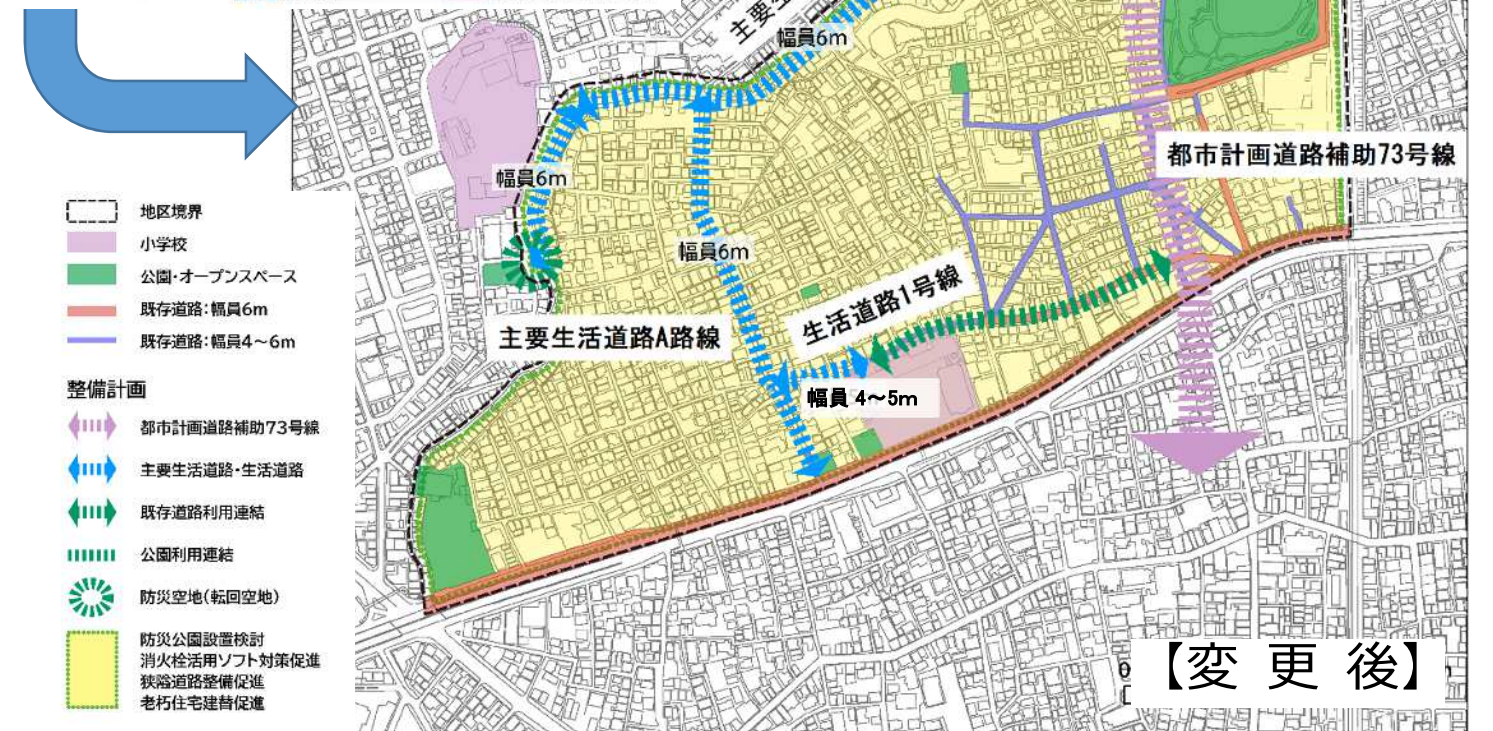 主要生
幅員6m
都市計画道路補助73号線
幅員6m
幅員6m
生活道路1号線
主要生活道路A路線
幅員 4～5m
地区境界
小学校
公園・オープンスペース
既存道路：幅員6m
既存道路：幅員4～6m
整備計画
都市計画道路補助73号線
主要生活道路・生活道路
既存道路利用連結
公園利用連結
防災空地(転回空地)
防災公園設置検討
消火栓活用ソフト対策促進
狭隘道路整備促進
老朽住宅建替促進
【変 更 後】